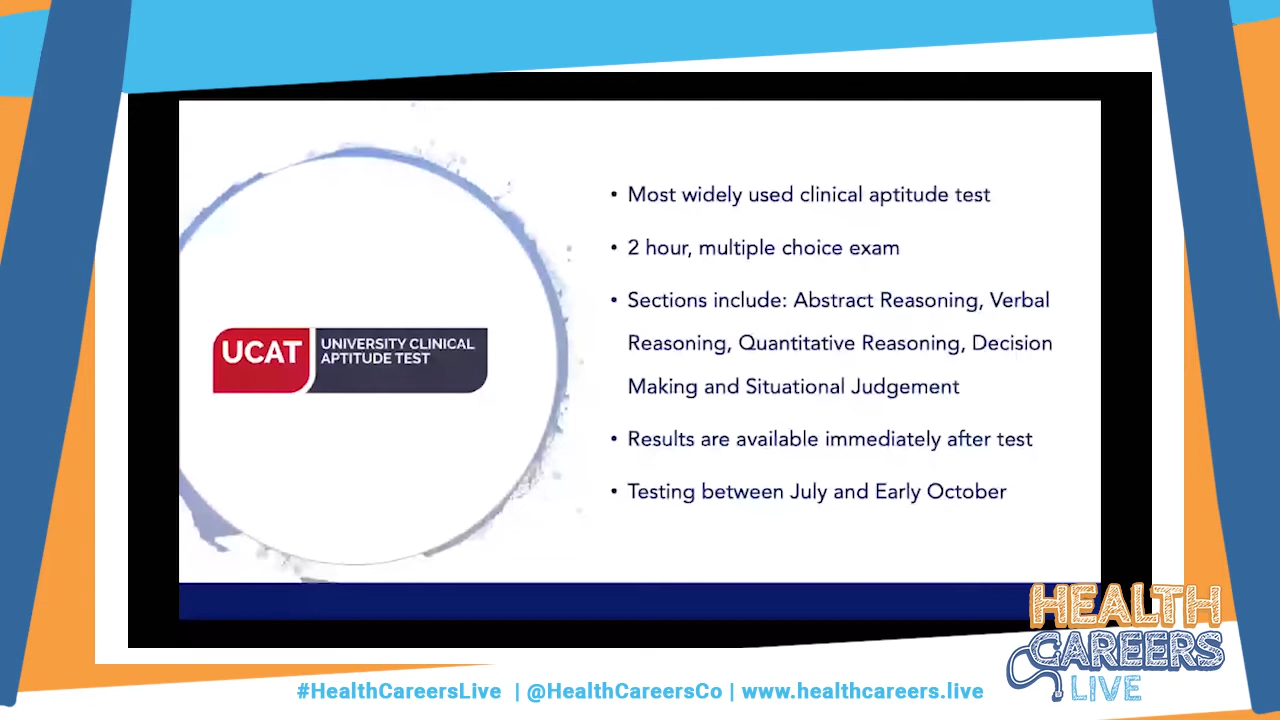 UCAT
UNIVERSITY CLINICAL
APTITUDE TEST
• Most widely used clinical aptitude test
• 2 hour, multiple choice exam
• Sections include: Abstract Reasoning, Verbal
Reasoning, Quantitative Reasoning, Decision
Making and Situational Judgement
• Results are available immediately after test
• Testing between July and Early October
HEALTH
CAREERS
LIVE
#HealthCareersLive | @HealthCareersCo | www.healthcareers.live